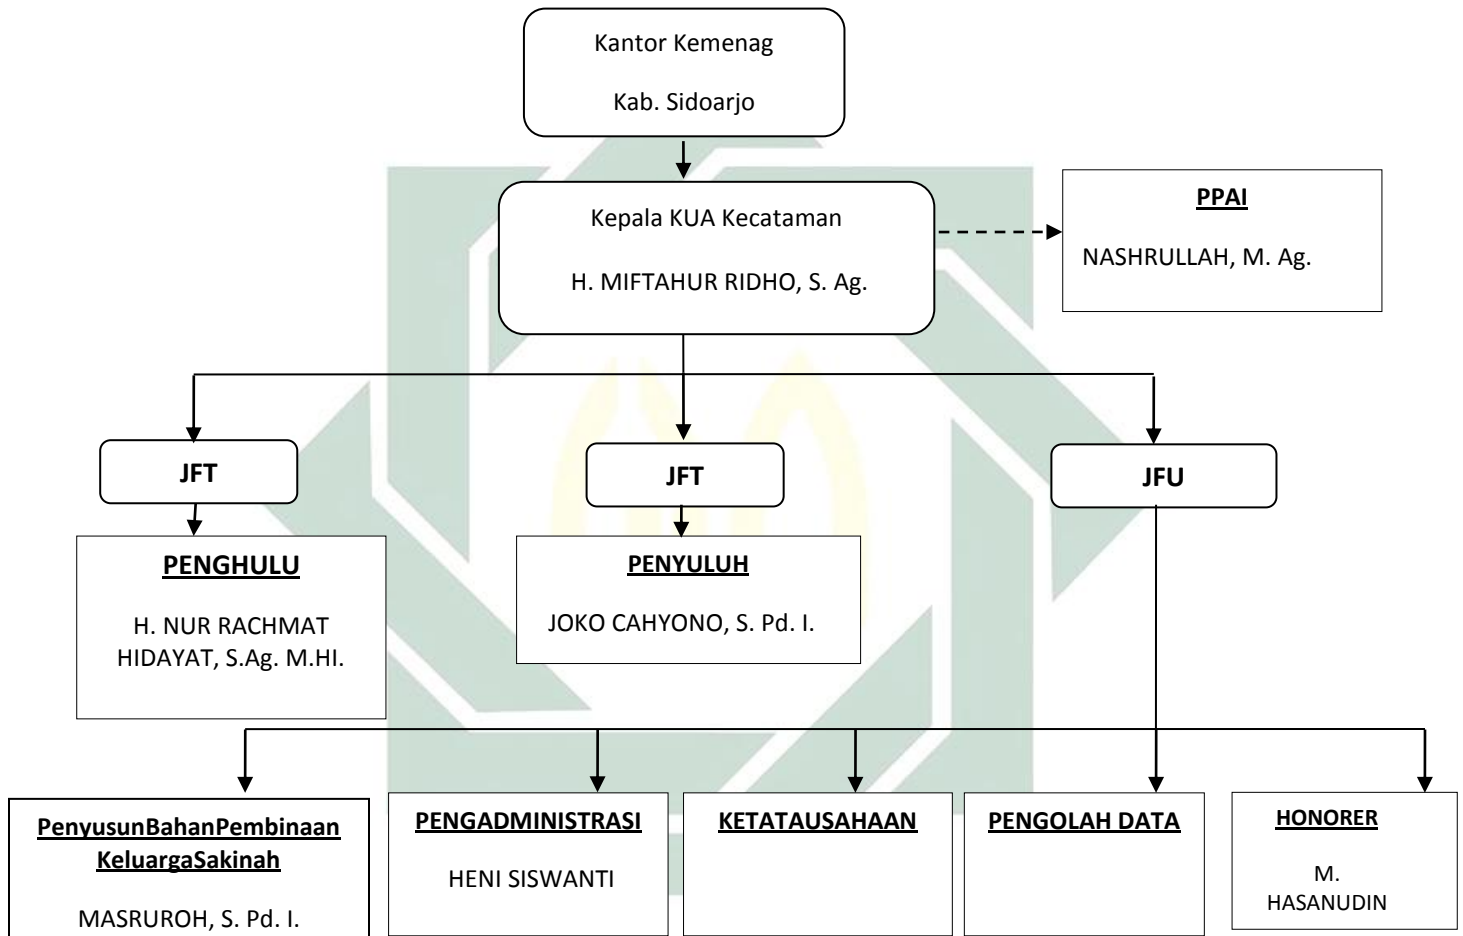 Kantor Kemenag
Kab. Sidoarjo
Kepala KUA Kecataman
H. MIFTAHUR RIDHO, S. Ag.
PPAI
NASHRULLAH, M. Ag.
JFT
JFT
JFU
PENGHULU
H. NUR RACHMAT
HIDAYAT, S.Ag. M.HI.
PENYULUH
JOKO CAHYONO, S. Pd. I.
PenyusunBahanPembinaan
KeluargaSakinah
MASRUROH, S. Pd. I.
PENGADMINISTRASI
HENI SISWANTI
KETATAUSAHAAN
PENGOLAH DATA
HONORER
M.
HASANUDIN